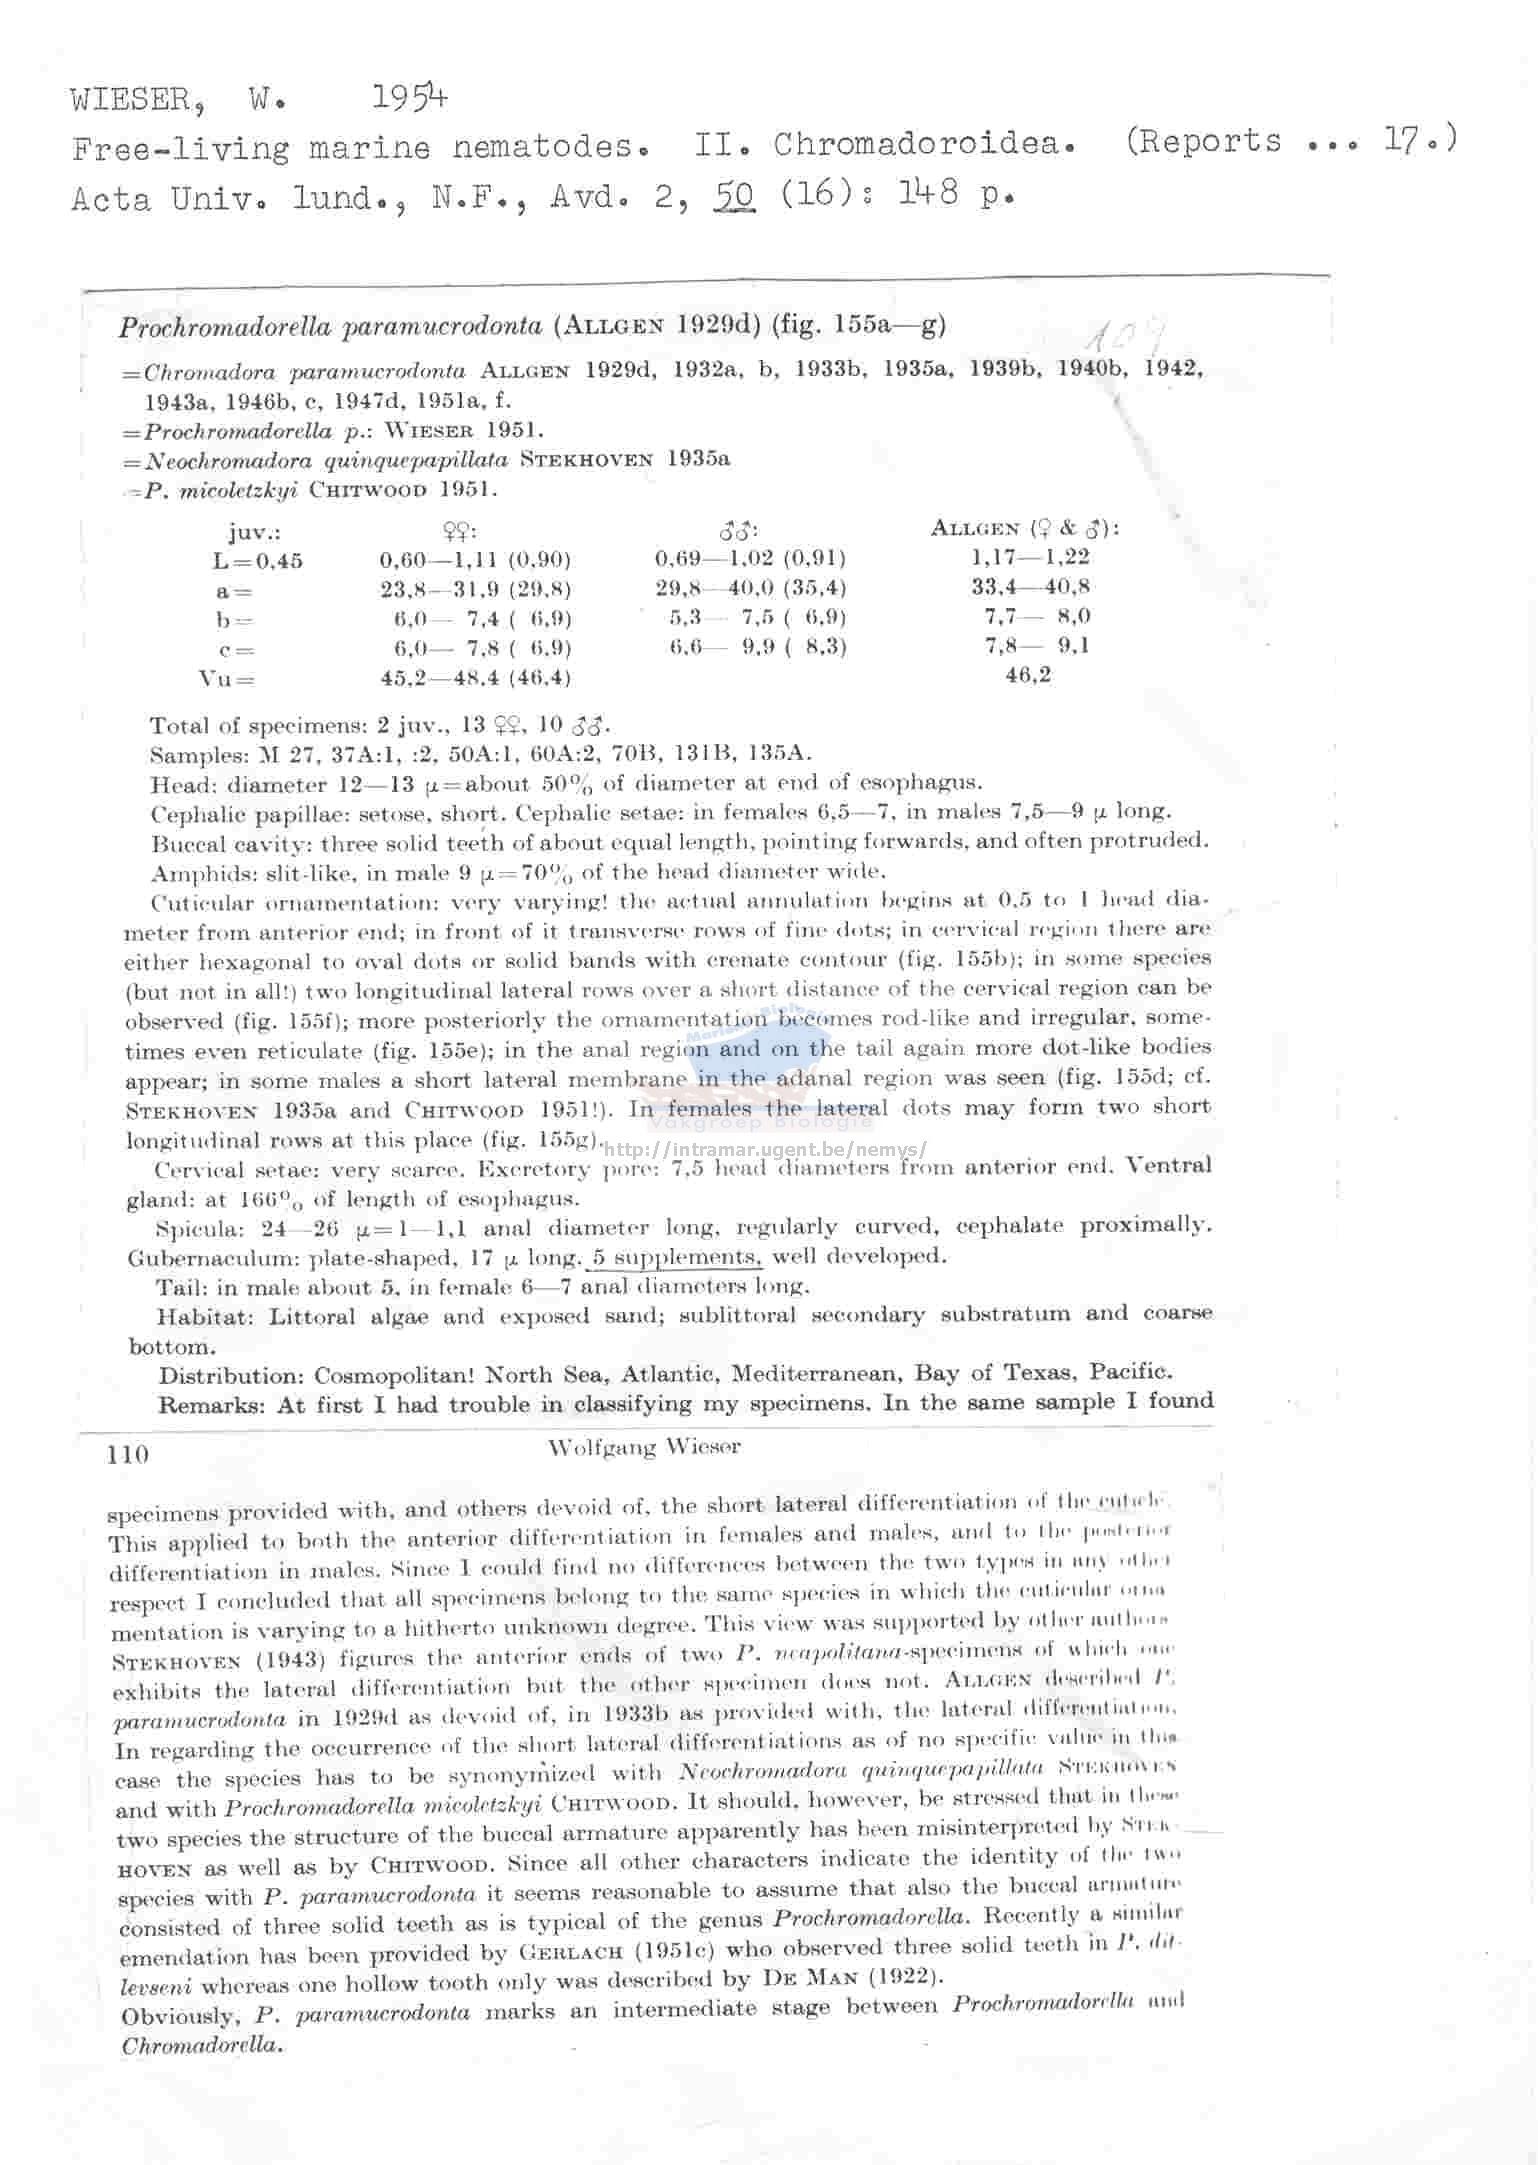 WIESER, W. 1954
Free-living marine nematodes. II. Chromadoroidea. (Reports ... 17.)
Acta Univ. lund., N.F., Avd. 2, 50 (16): 148 p.
109
Prochromadorella paramucrodonta (ALLGEN 1929d) (fig. 155a—g)
=Chromadora paramucrodonta ALLGEN 1929d, 1932a, b, 1933b, 1935a, 1939b, 1940b, 1942,
1943a, 1946b, c, 1947d, 1951a, f.
=Prochromadorella p.: WIESER 1951.
=Neochromadora quinquepapillata STEKHOVEN 1935a
=P. micoletzkyi CHITWOOD 1951.
juv.: ♀♀: ♂♂: ALLGEN (♀ & ♂):
L=0,45 0,60—1,11 (0,90) 0,69—1,02 (0,91) 1,17—1,22
a= 23,8—31,9 (29,8) 29,8—40,0 (35,4) 33,4—40,8
b= 6,0— 7,4 ( 6,9) 5,3— 7,5 ( 6,9) 7,7— 8,0
c= 6,0— 7,8 ( 6,9) 6,6— 9,9 ( 8,3) 7,8— 9,1
Vu= 45,2—48,4 (46,4) 46,2
Total of specimens: 2 juv., 13 ♀♀, 10 ♂♂.
Samples: M 27, 37A:1, :2, 50A:1, 60A:2, 70B, 131B, 135A.
Head: diameter 12—13 µ=about 50% of diameter at end of esophagus.
Cephalic papillae: setose, short. Cephalic setae: in females 6,5—7, in males 7,5—9 µ long.
Buccal cavity: three solid teeth of about equal length, pointing forwards, and often protruded.
Amphids: slit-like, in male 9 µ=70% of the head diameter wide.
Cuticular ornamentation: very varying! the actual annulation begins at 0,5 to 1 head dia-
meter from anterior end; in front of it transverse rows of fine dots; in cervical region there are
either hexagonal to oval dots or solid bands with crenate contour (fig. 155b); in some species
(but not in all!) two longitudinal lateral rows over a short distance of the cervical region can be
observed (fig. 155f); more posteriorly the ornamentation becomes rod-like and irregular, some-
times even reticulate (fig. 155e); in the anal region and on the tail again more dot-like bodies
appear; in some males a short lateral membrane in the adanal region was seen (fig. 155d; cf.
STEKHOVEN 1935a and CHITWOOD 1951!). In females the lateral dots may form two short
longitudinal rows at this place (fig. 155g).
Mariene Biologie
Vakgroep Biologie
http://intramar.ugent.be/nemys/
Cervical setae: very scarce. Excretory pore: 7,5 head diameters from anterior end. Ventral
gland: at 166% of length of esophagus.
Spicula: 24—26 µ=1—1,1 anal diameter long, regularly curved, cephalate proximally.
Gubernaculum: plate-shaped, 17 µ long. 5 supplements, well developed.
Tail: in male about 5, in female 6—7 anal diameters long.
Habitat: Littoral algae and exposed sand; sublittoral secondary substratum and coarse
bottom.
Distribution: Cosmopolitan! North Sea, Atlantic, Mediterranean, Bay of Texas, Pacific.
Remarks: At first I had trouble in classifying my specimens. In the same sample I found
110 Wolfgang Wieser
specimens provided with, and others devoid of, the short lateral differentiation of the cuticle.
This applied to both the anterior differentiation in females and males, and to the posterior
differentiation in males. Since I could find no differences between the two types in any other
respect I concluded that all specimens belong to the same species in which the cuticular orna
mentation is varying to a hitherto unknown degree. This view was supported by other authors
STEKHOVEN (1943) figures the anterior ends of two P. neapolitana-specimens of which one
exhibits the lateral differentiation but the other specimen does not. ALLGEN described P.
paramucrodonta in 1929d as devoid of, in 1933b as provided with, the lateral differentiation.
In regarding the occurrence of the short lateral differentiations as of no specific value in this
case the species has to be synonymized with Neochromadora quinquepapillata STEKHOVEN
and with Prochromadorella micoletzkyi CHITWOOD. It should, however, be stressed that in these
two species the structure of the buccal armature apparently has been misinterpreted by STEK-
HOVEN as well as by CHITWOOD. Since all other characters indicate the identity of the two
species with P. paramucrodonta it seems reasonable to assume that also the buccal armature
consisted of three solid teeth as is typical of the genus Prochromadorella. Recently a similar
emendation has been provided by GERLACH (1951c) who observed three solid teeth in P. dit-
levseni whereas one hollow tooth only was described by DE MAN (1922).
Obviously, P. paramucrodonta marks an intermediate stage between Prochromadorella and
Chromadorella.